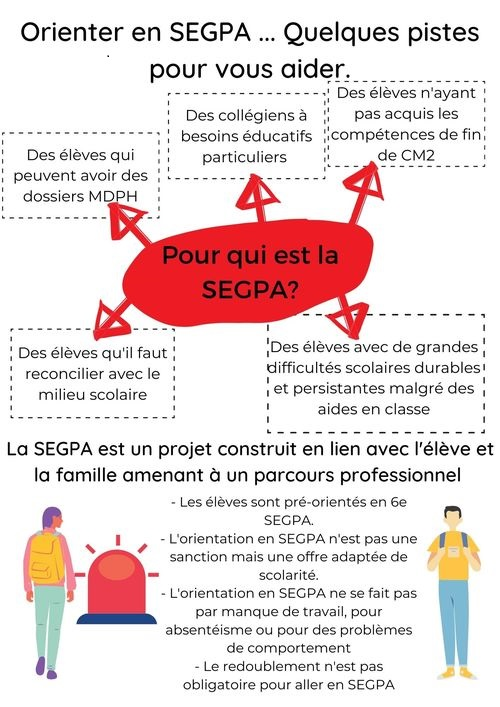 Orienter en SEGPA ... Quelques pistes
pour vous aider.
Des élèves n'ayant
pas acquis les
compétences de fin
de CM2
Des collégiens à
besoins éducatifs
particuliers
Des élèves qui
peuvent avoir des
dossiers MDPH
Pour qui est la
SEGPA?
Des élèves qu'il faut
reconcilier avec le
milieu scolaire
Des élèves avec de grandes
difficultés scolaires durables
et persistantes malgré des
aides en classe
La SEGPA est un projet construit en lien avec l'élève et
la famille amenant à un parcours professionnel
- Les élèves sont pré-orientés en 6e
SEGPA.
- L'orientation en SEGPA n'est pas une
sanction mais une offre adaptée de
scolarité.
- L'orientation en SEGPA ne se fait pas
par manque de travail, pour
absentéisme ou pour des problèmes
de comportement
- Le redoublement n'est pas
obligatoire pour aller en SEGPA